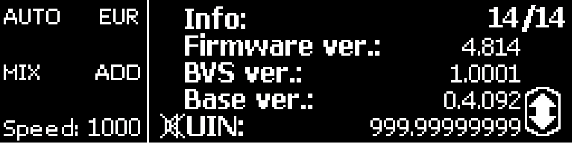 AUTO EUR
MIX ADD
Speed: 1000
Info: 14/14
Firmware ver.: 4.814
BVS ver.: 1.0001
Base ver.: 0.4.092
UIN: 999.99999999